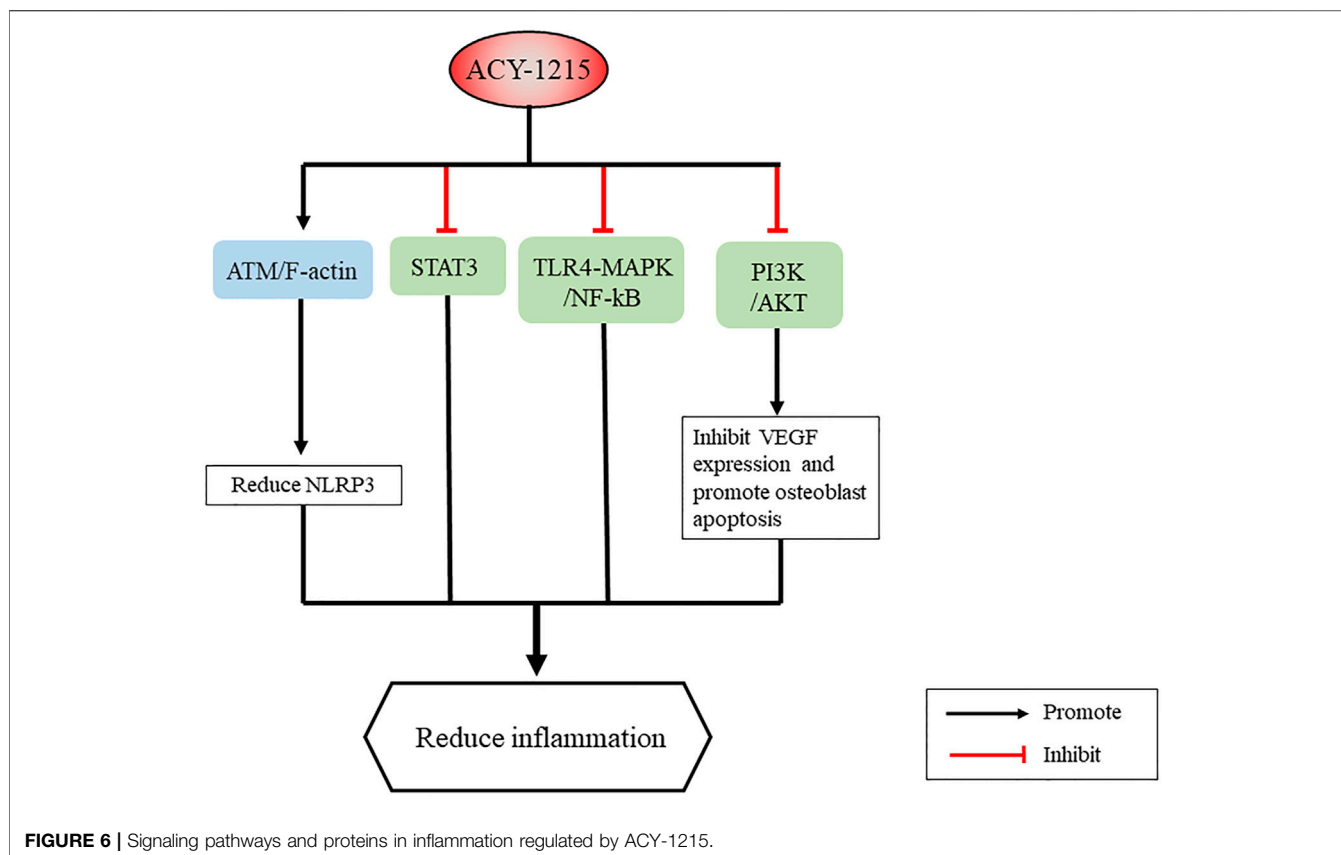 ACY-1215
ATM/F-actin
STAT3
TLR4-MAPK
/NF-kB
PI3K
/AKT
Reduce NLRP3
Inhibit VEGF
expression and
promote osteoblast
apoptosis
Reduce inflammation
Promote
Inhibit
FIGURE 6 | Signaling pathways and proteins in inflammation regulated by ACY-1215.